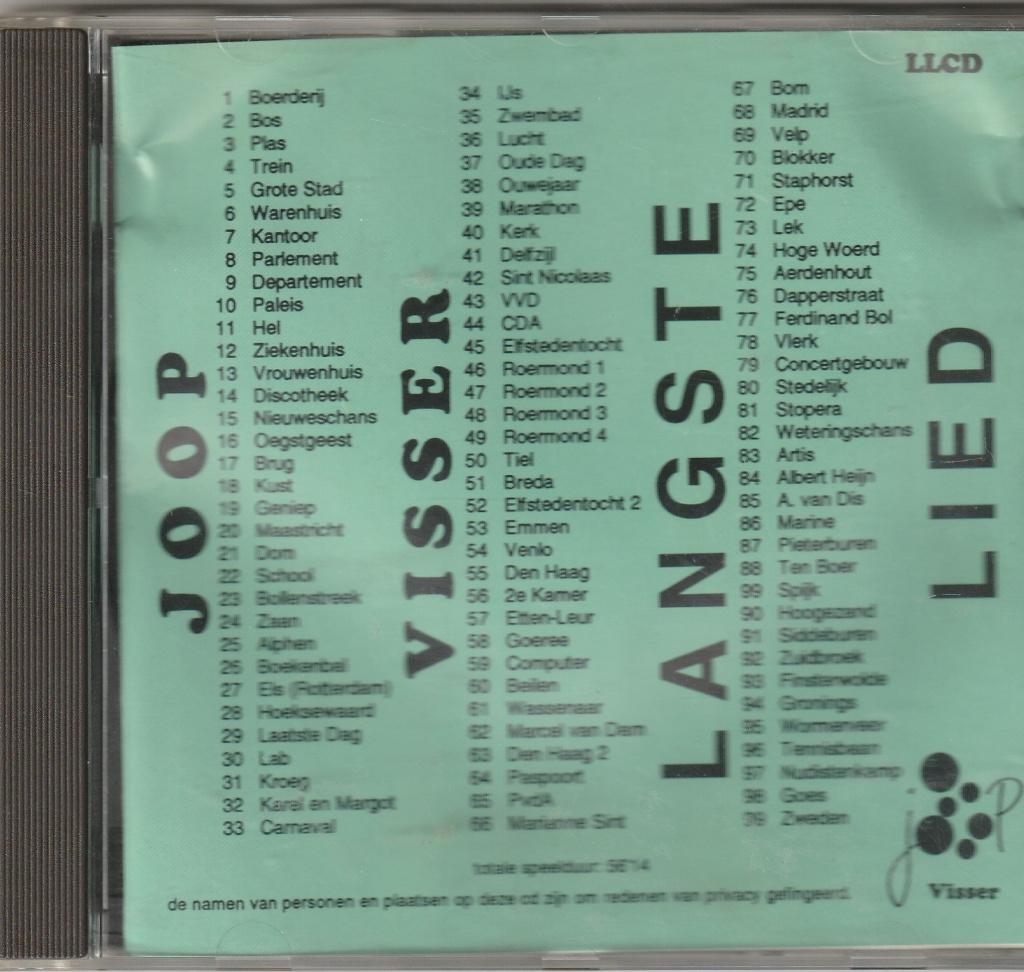 LLCD
1 Boerderij
2 Bos
3 Plas
4 Trein
5 Grote Stad
6 Warenhuis
7 Kantoor
8 Parlement
9 Departement
10 Paleis
11 Hel
12 Ziekenhuis
13 Vrouwenhuis
14 Discotheek
15 Nieuweschans
16 Oegstgeest
17 Brug
18 Kust
19 Geniep
20 Maastricht
21 Dom
22 School
23 Bollenstreek
24 Zaam
25 Alphen
26 Boekenbal
27 Els (Rotterdam)
28 Hoeksewaard
29 Laatste Dag
30 Lab
31 Kroeg
32 Karel en Margot
33 Carnaval
34 IJs
35 Zwembad
36 Lucht
37 Oude Dag
38 Ouwejaar
39 Marathon
40 Kerk
41 Delfzijl
42 Sint Nicolaas
43 VVD
44 CDA
45 Elfstedentocht
46 Roermond 1
47 Roermond 2
48 Roermond 3
49 Roermond 4
50 Tiel
51 Breda
52 Elfstedentocht 2
53 Emmen
54 Venlo
55 Den Haag
56 2e Kamer
57 Etten-Leur
58 Goeree
59 Computer
60 Beilen
61 Wassenaar
62 Marcel van Dam
63 Den Haag 2
64 Paspoort
65 PvdA
66 Marianne Sint
67 Bom
68 Madrid
69 Velp
70 Blokker
71 Staphorst
72 Epe
73 Lek
74 Hoge Woerd
75 Aerdenhout
76 Dapperstraat
77 Ferdinand Bol
78 Vlerk
79 Concertgebouw
80 Stedelijk
81 Stopera
82 Weteringschans
83 Artis
84 Albert Heijn
85 A. van Dis
86 Marine
87 Pieterburen
88 Ten Boer
99 Spijk
90 Hoogezand
91 Siddeburen
92 Zuidbroek
93 Finsterwolde
94 Gronings
95 Wormerveer
96 Tennisbaan
97 Nudistenkamp
98 Goes
99 Zweden
JOOP
VISSER
LANGSTE
LIED
totale speelduur: 56'14
de namen van personen en plaatsen op deze cd zijn om redenen van privacy gefingeerd.
joop
Visser